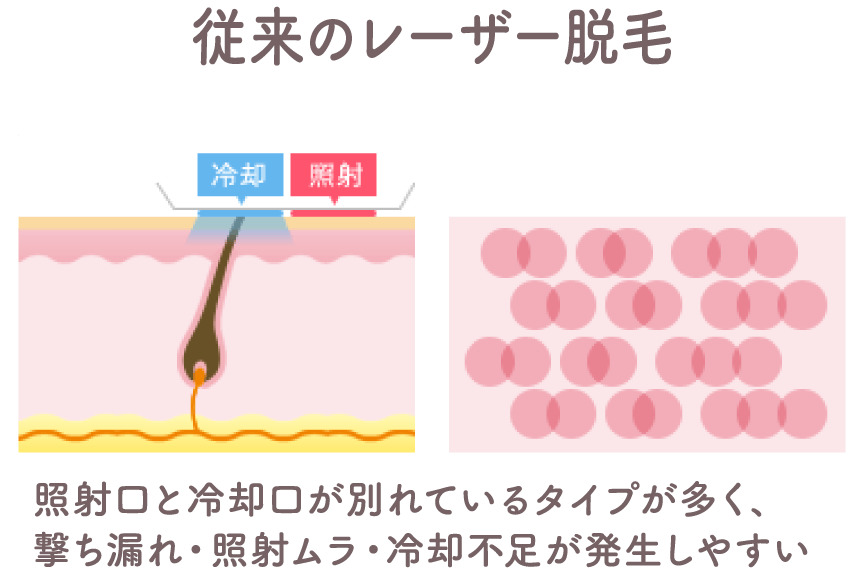 従来のレーザー脱毛
冷却
照射
照射口と冷却口が別れているタイプが多く、
撃ち漏れ・照射ムラ・冷却不足が発生しやすい